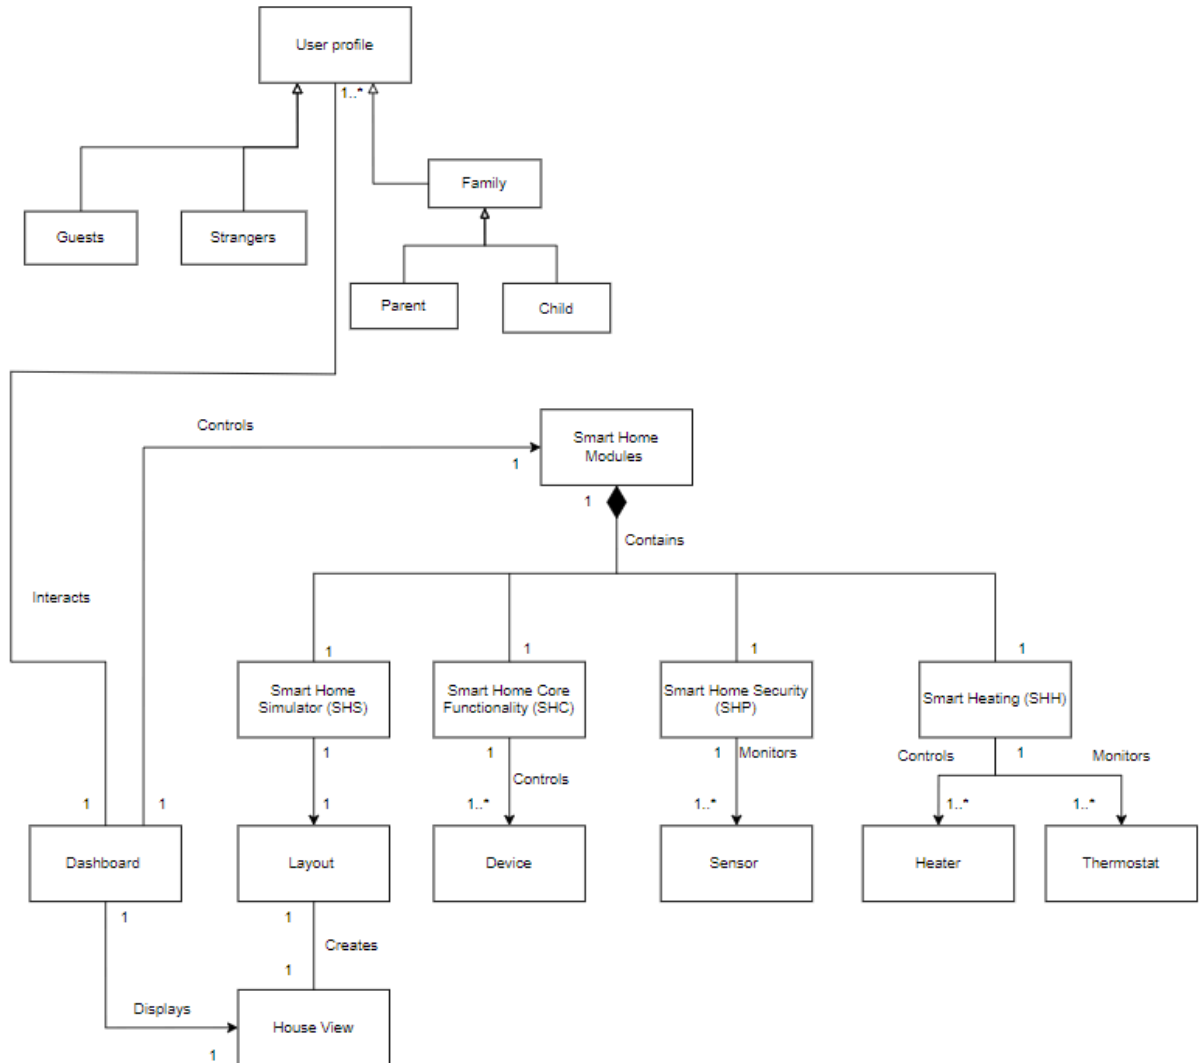 User profile
1..*
Family
Guests
Strangers
Parent
Child
Controls
Smart Home
Modules
1
1
Contains
Interacts
1
1
1
1
Smart Home
Simulator (SHS)
Smart Home Core
Functionality (SHC)
Smart Home Security
(SHP)
Smart Heating (SHH)
1
1
1
Monitors
Controls
1
Monitors
Controls
1
1
1
1..*
1..*
1..*
1..*
Dashboard
Layout
Device
Sensor
Heater
Thermostat
1
1
Creates
1
Displays
House View
1